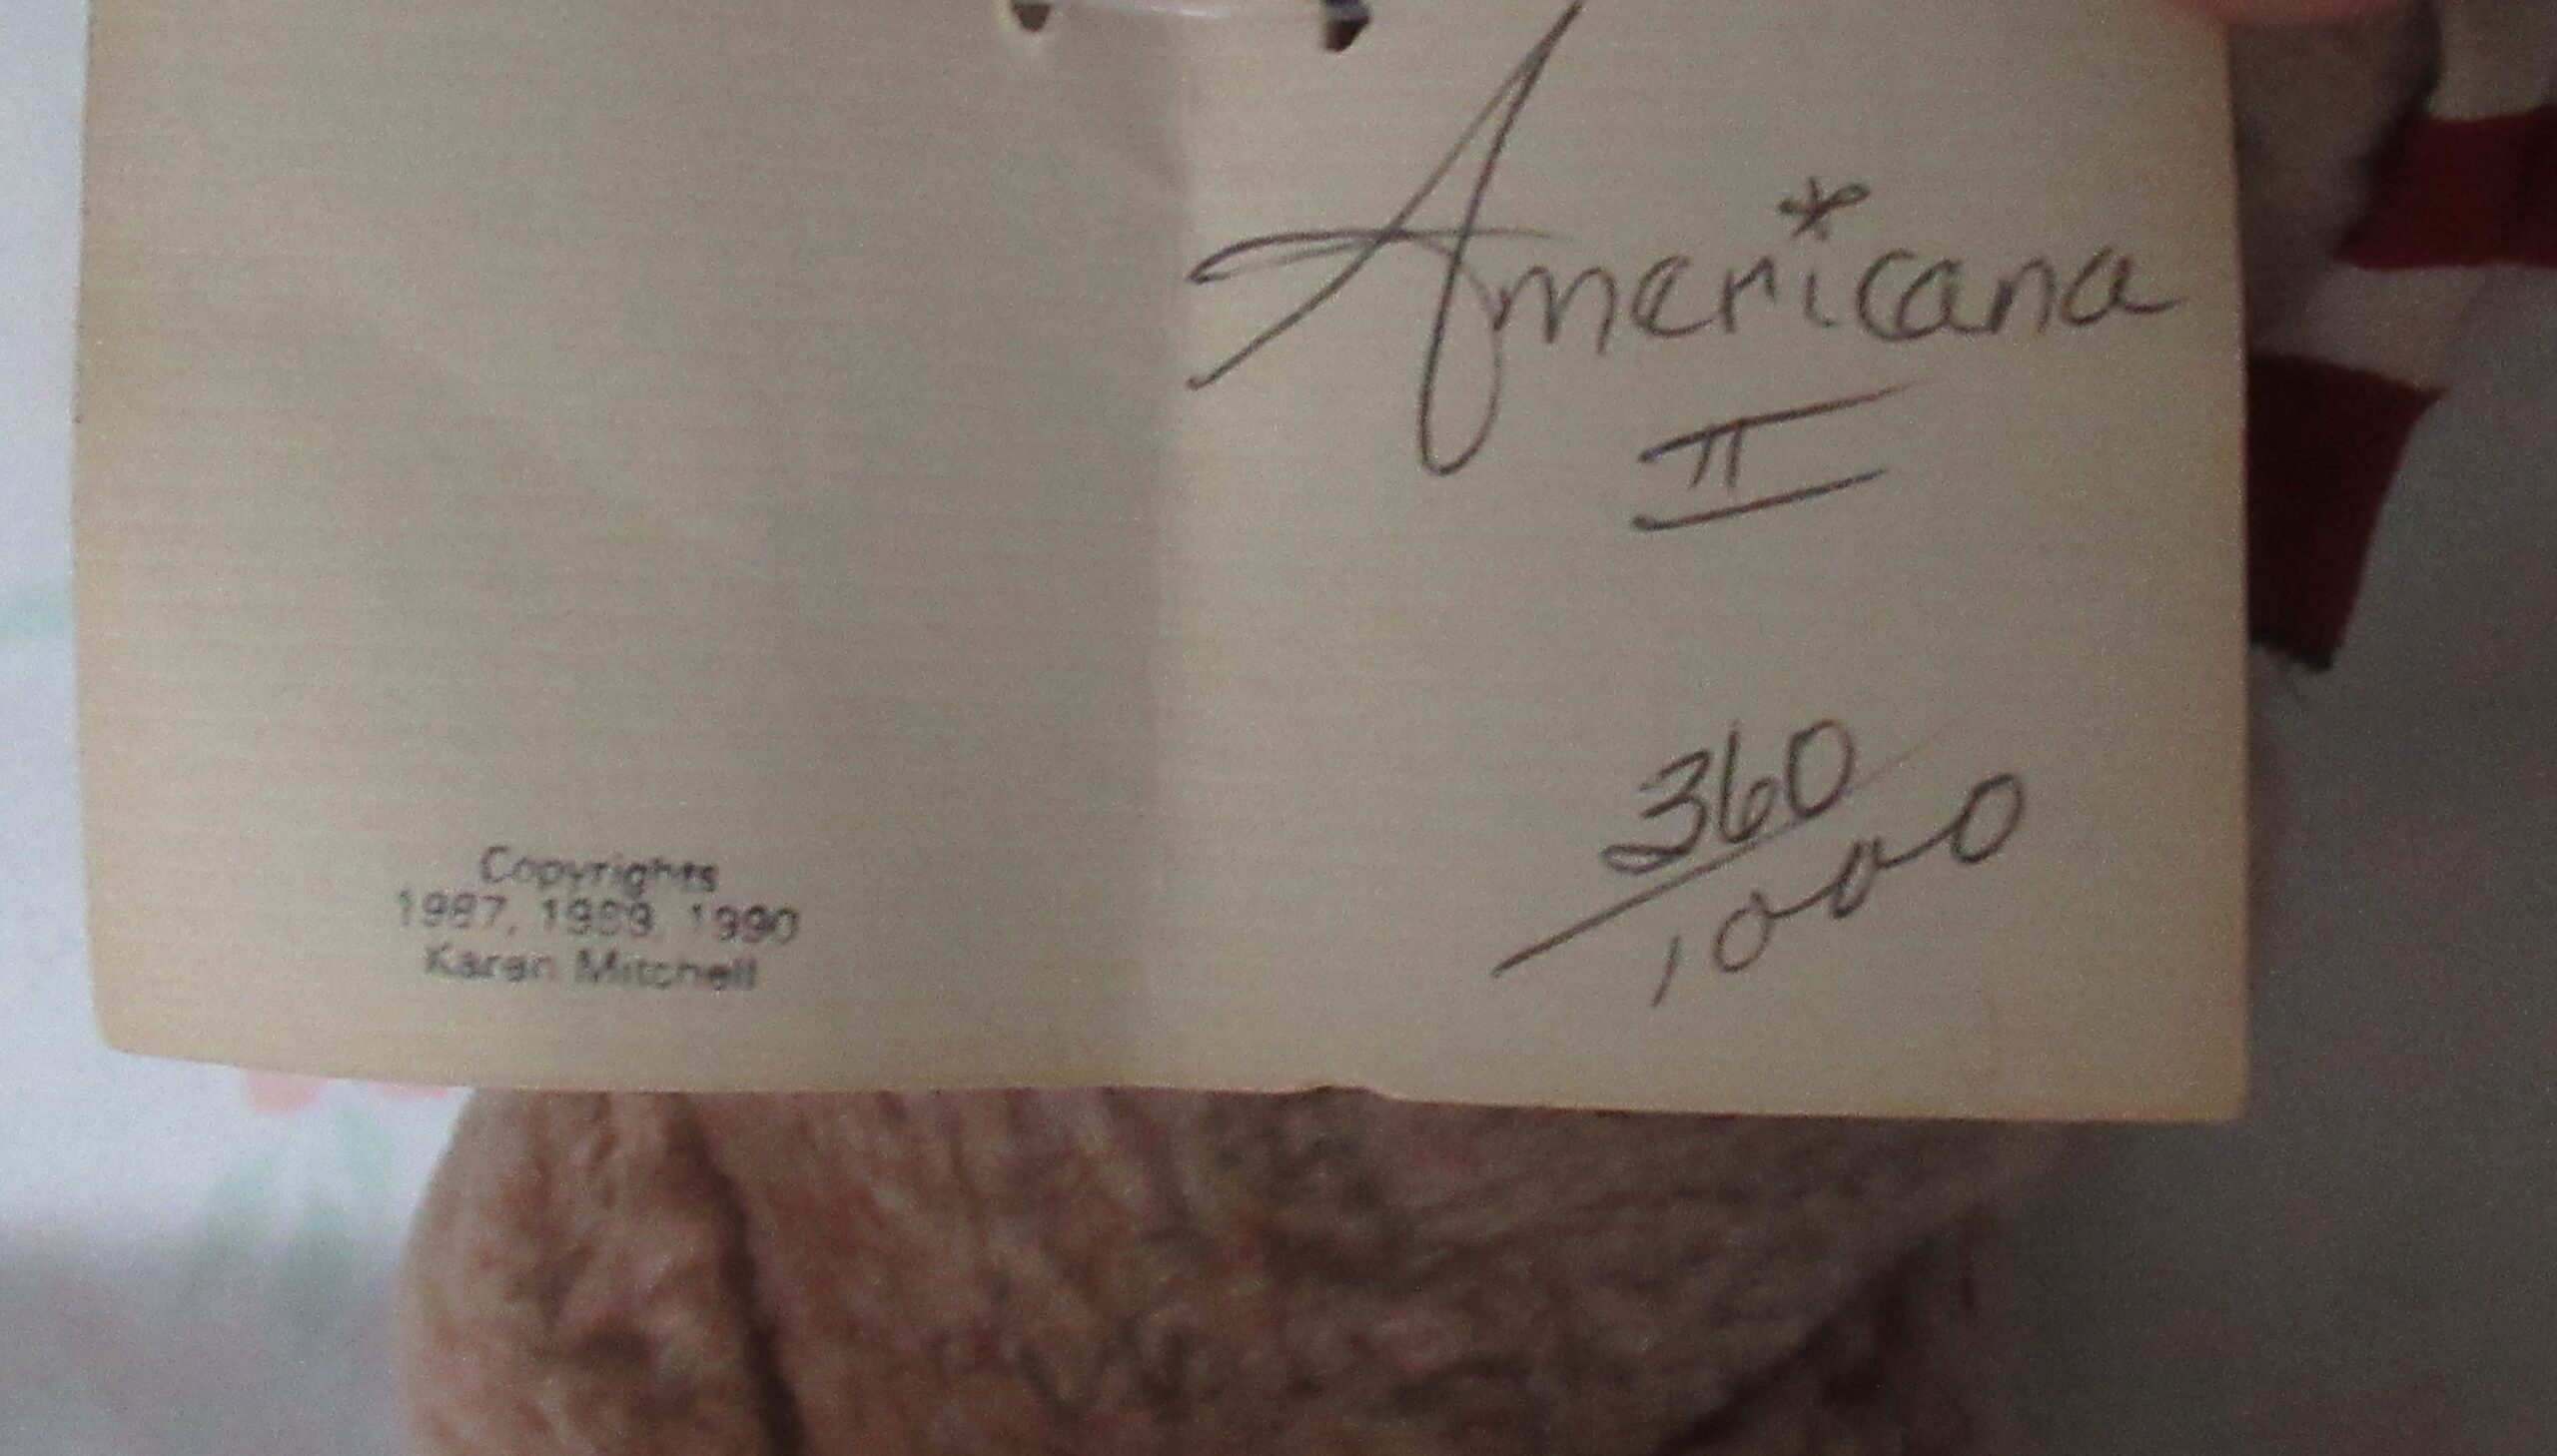 Copyrights
1987, 1989, 1990
Karen Mitchell
Americana
II
360
1000